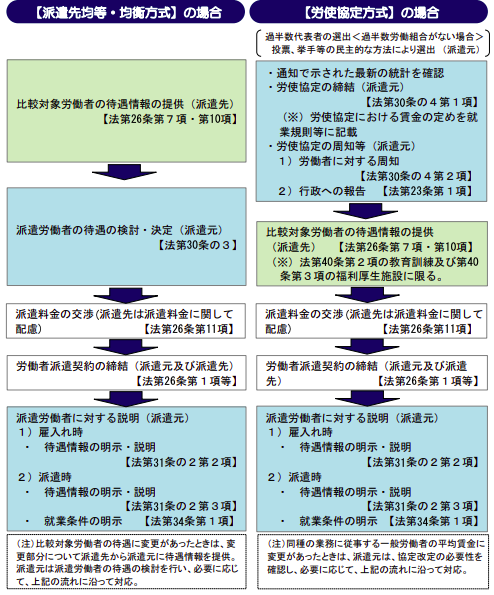 【派遣先均等・均衡方式】の場合
比較対象労働者の待遇情報の提供（派遣先）
【法第26条第７項・第10項】
派遣労働者の待遇の検討・決定（派遣元）
【法第30条の３】
派遣料金の交渉(派遣先は派遣料金に関して
配慮）　【法第26条第11項】
労働者派遣契約の締結（派遣元及び派遣先）
【法第26条第１項等】
派遣労働者に対する説明（派遣元）
１）雇入れ時
・　待遇情報の明示・説明
【法第31条の２第２項】
２）派遣時
・　待遇情報の明示・説明
【法第31条の２第３項】
・　就業条件の明示　【法第34条第１項】
（注）比較対象労働者の待遇に変更があったときは、変
更部分について派遣先から派遣元に待遇情報を提供。
派遣元は派遣労働者の待遇の検討を行い、必要に応じ
て、上記の流れに沿って対応。
【労使協定方式】の場合
過半数代表者の選出＜過半数労働組合がない場合＞
投票、挙手等の民主的な方法により選出（派遣元）
・通知で示された最新の統計を確認
・労使協定の締結（派遣元）
【法第30条の４第１項】
（※）労使協定における賃金の定めを就
業規則等に記載
・労使協定の周知等（派遣元）
１）労働者に対する周知
【法第30条の４第２項】
２）行政への報告　【法第23条第１項】
比較対象労働者の待遇情報の提供
（派遣先）　【法第26条第７項・第10項】
（※）法第40条第２項の教育訓練及び第40
条第３項の福利厚生施設に限る。
派遣料金の交渉(派遣先は派遣料金に関して
配慮）　【法第26条第11項】
労働者派遣契約の締結（派遣元及び派遣先
）　【法第26条第１項等】
派遣労働者に対する説明（派遣元）
１）雇入れ時
・　待遇情報の明示・説明
【法第31条の２第２項】
２）派遣時
・　待遇情報の明示・説明
【法第31条の２第３項】
・　就業条件の明示　【法第34条第１項】
（注）同種の業務に従事する一般労働者の平均賃金に
変更があったときは、派遣元は、協定改定の必要性を
確認し、必要に応じて、上記の流れに沿って対応。